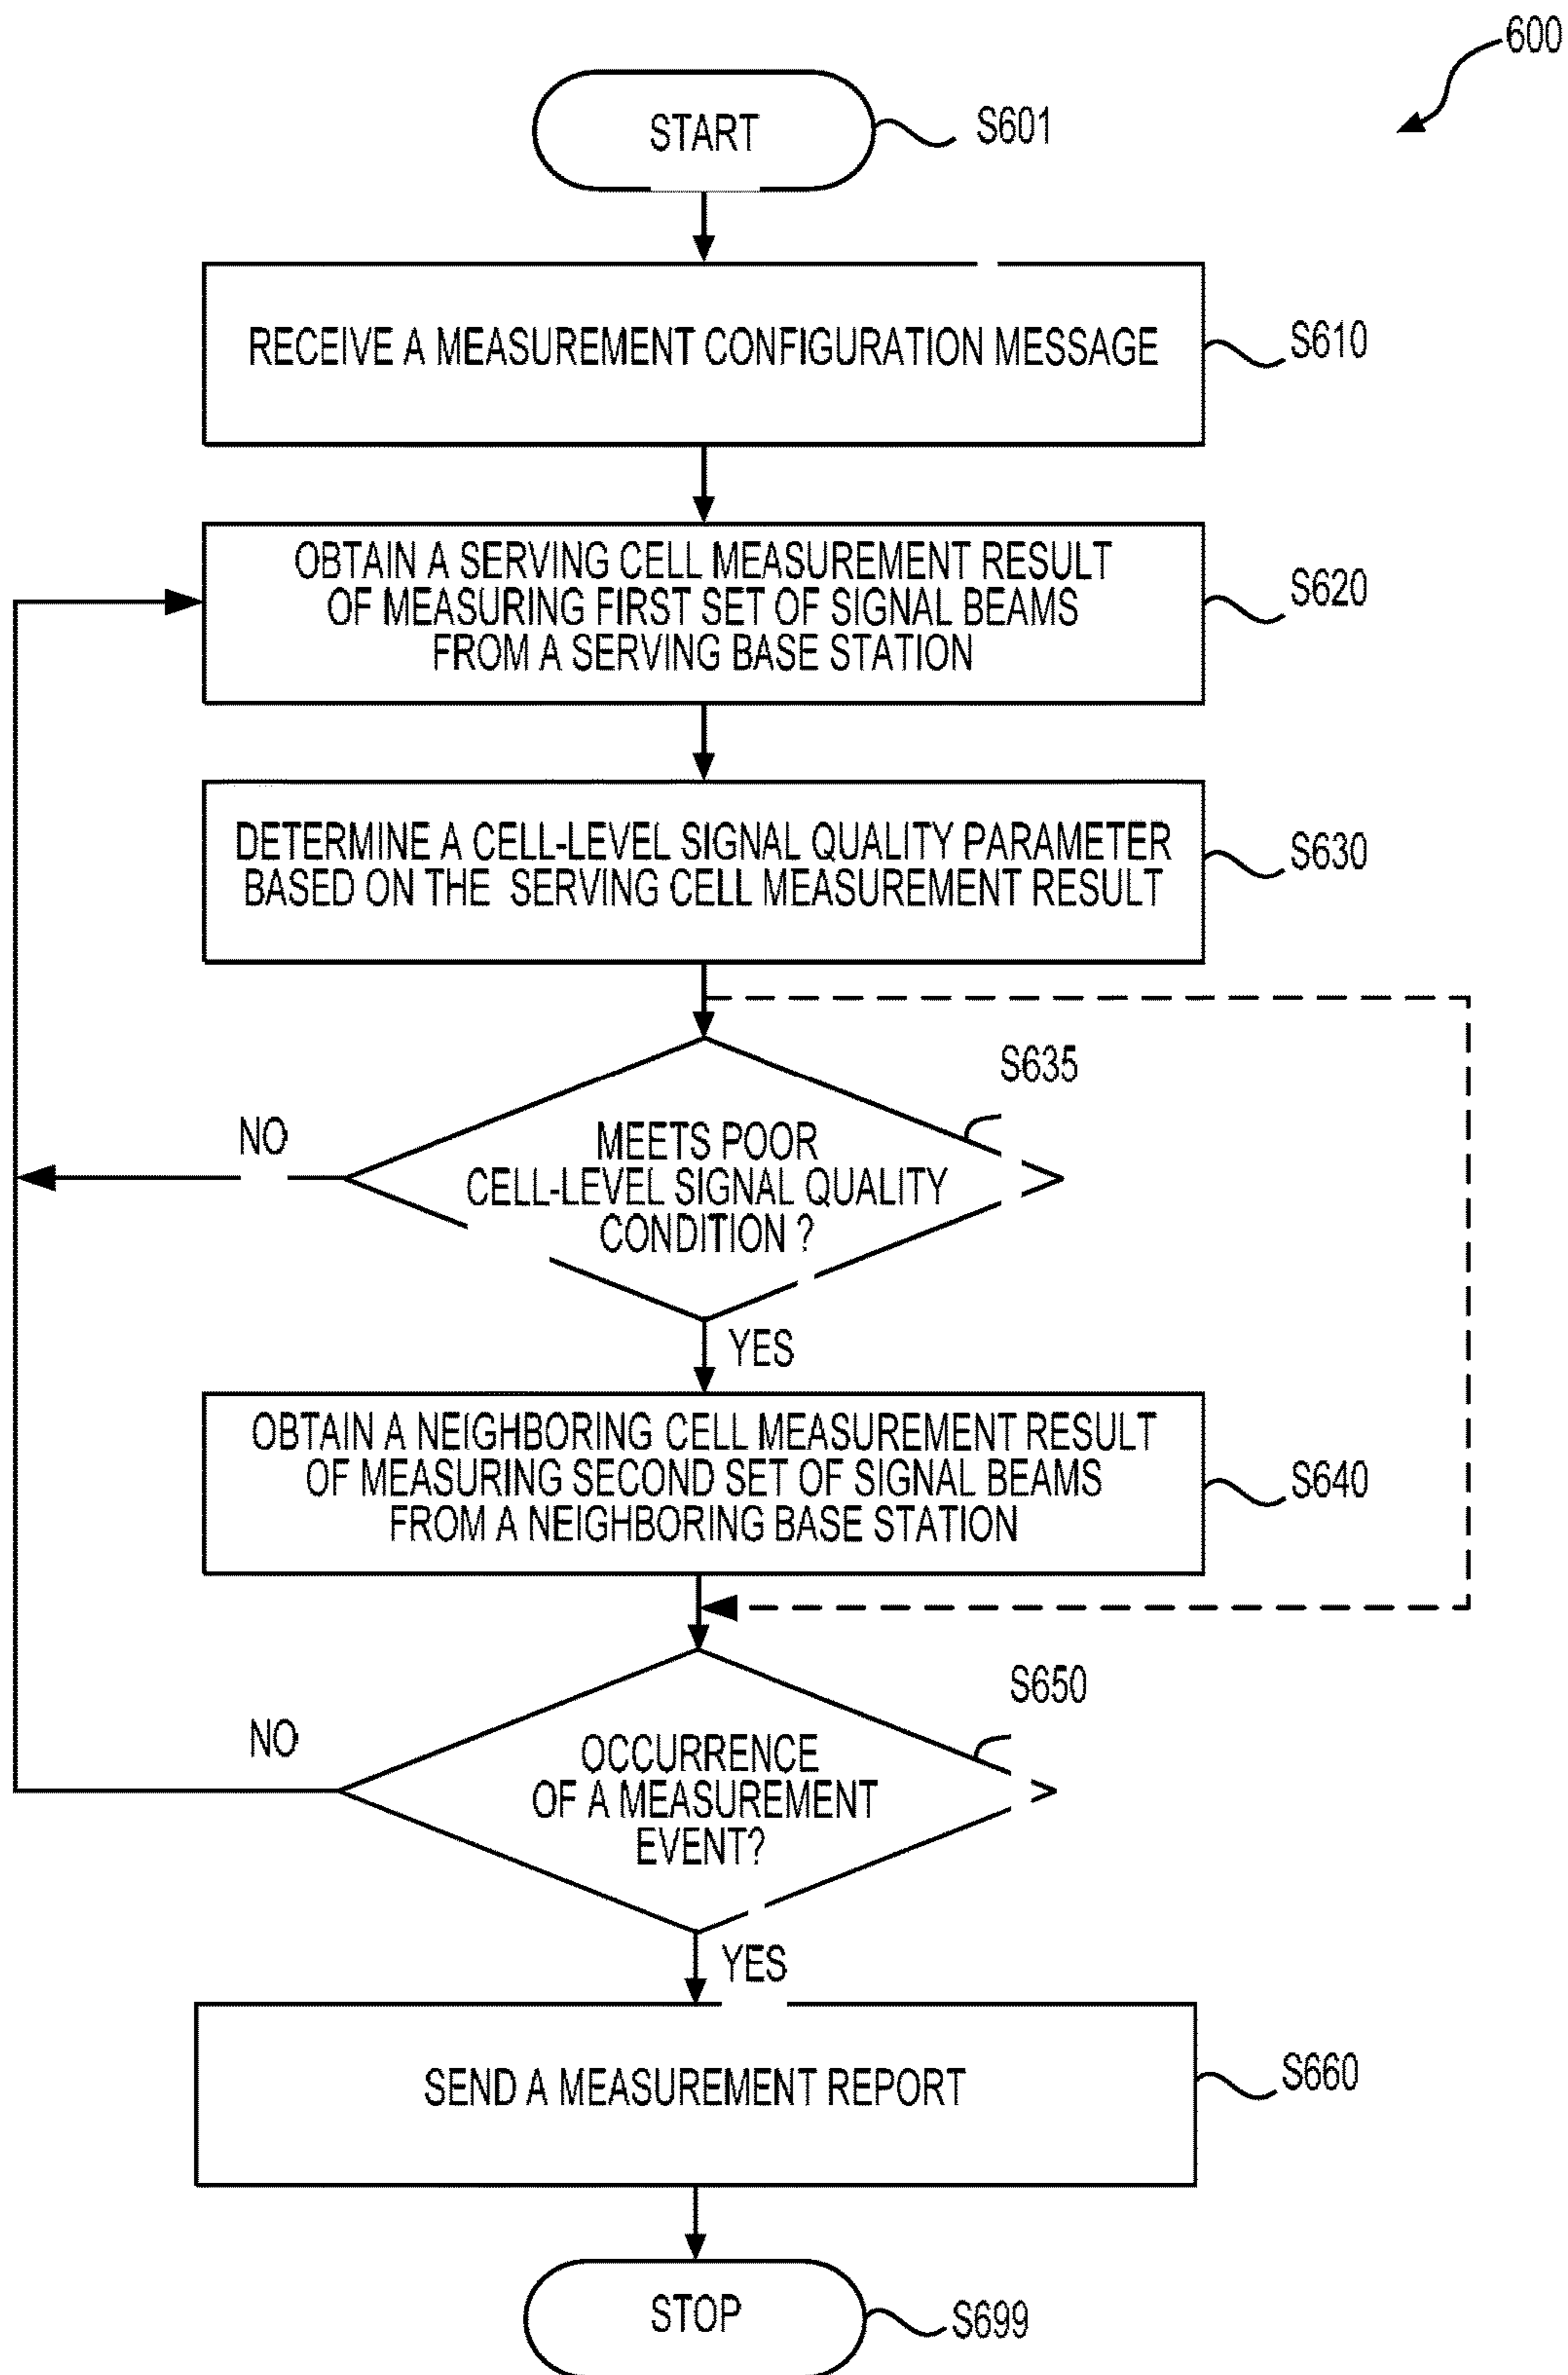 600
START
S601
RECEIVE A MEASUREMENT CONFIGURATION MESSAGE
S610
OBTAIN A SERVING CELL MEASUREMENT RESULT
OF MEASURING FIRST SET OF SIGNAL BEAMS
FROM A SERVING BASE STATION
S620
DETERMINE A CELL-LEVEL SIGNAL QUALITY PARAMETER
BASED ON THE SERVING CELL MEASUREMENT RESULT
S630
S635
NO
MEETS POOR
CELL-LEVEL SIGNAL QUALITY
CONDITION ?
YES
OBTAIN A NEIGHBORING CELL MEASUREMENT RESULT
OF MEASURING SECOND SET OF SIGNAL BEAMS
FROM A NEIGHBORING BASE STATION
S640
S650
NO
OCCURRENCE
OF A MEASUREMENT
EVENT?
YES
SEND A MEASUREMENT REPORT
S660
STOP
S699